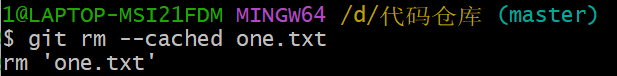 1@LAPTOP-MSI21FDM MINGW64 /d/代码仓库 (master)
$ git rm --cached one.txt
rm 'one.txt'